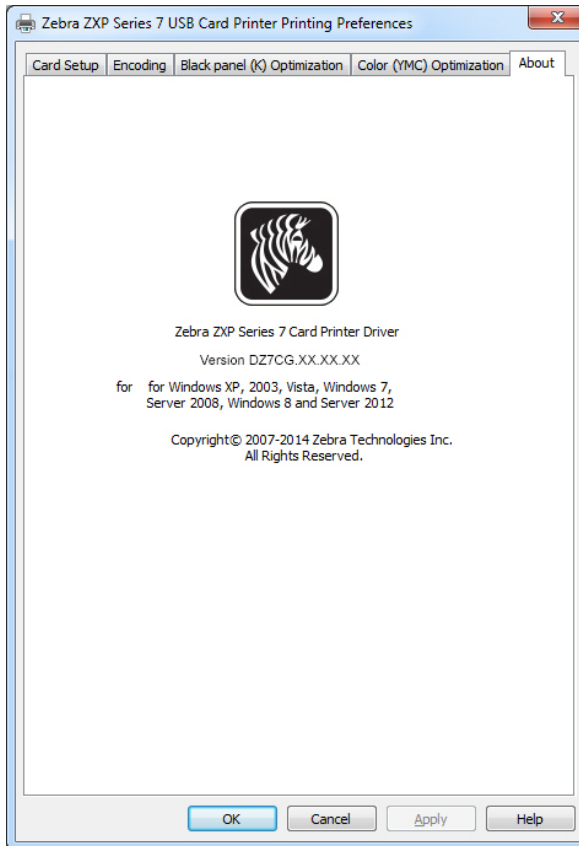 Zebra ZXP Series 7 USB Card Printer Printing Preferences
Card Setup Encoding Black panel (K) Optimization Color (YMC) Optimization About
Zebra ZXP Series 7 Card Printer Driver
Version DZ7CG.XX.XX.XX
for for Windows XP, 2003, Vista, Windows 7,
Server 2008, Windows 8 and Server 2012
Copyright© 2007-2014 Zebra Technologies Inc.
All Rights Reserved.
OK Cancel Apply Help